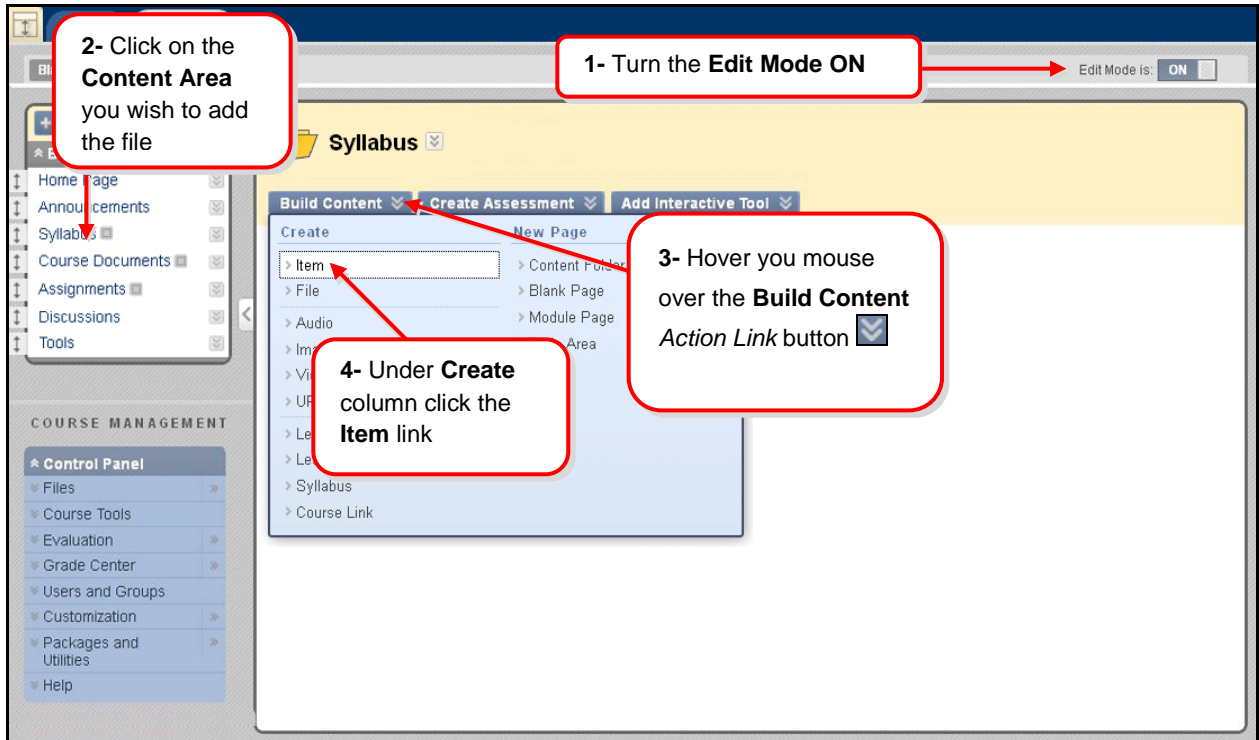 2- Click on the
Content Area
you wish to add
the file
1- Turn the Edit Mode ON
Edit Mode is: ON
Syllabus
Home Page
Announcements
Syllabus
Course Documents
Assignments
Discussions
Tools
Build Content
Create Assessment
Add Interactive Tool
Create
Item
File
Audio
Syllabus
Course Link
New Page
Content Folder
Blank Page
Module Page
Area
3- Hover you mouse
over the Build Content
Action Link button
4- Under Create
column click the
Item link
COURSE MANAGEMENT
Control Panel
Files
Course Tools
Evaluation
Grade Center
Users and Groups
Customization
Packages and
Utilities
Help